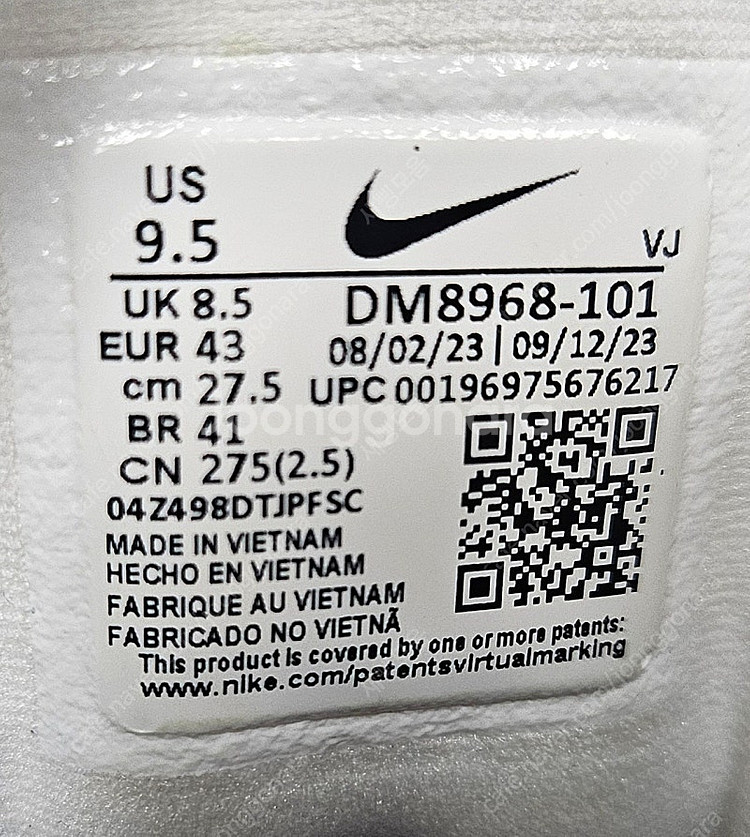 US
9.5
VJ
UK 8.5
DM8968-101
EUR 43
08/02/23 | 09/12/23
cm 27.5
UPC 00196975676217
BR 41
joonggonara
CN 275(2.5)
04Z498DTJPFSC
MADE IN VIETNAM
HECHO EN VIETNAM
FABRIQUE AU VIETNAM
FABRICADO NO VIETNÃ
This product is covered by one or more patents:
www.nike.com/patentsvirtualmarking